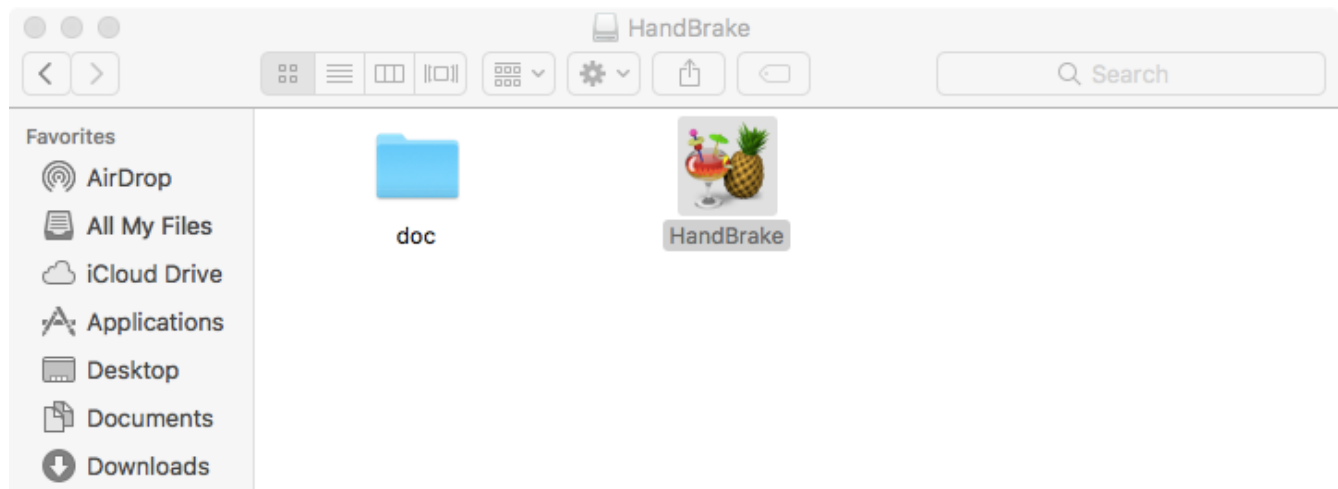 HandBrake
Search
Favorites
AirDrop
All My Files
iCloud Drive
Applications
Desktop
Documents
Downloads
doc
HandBrake